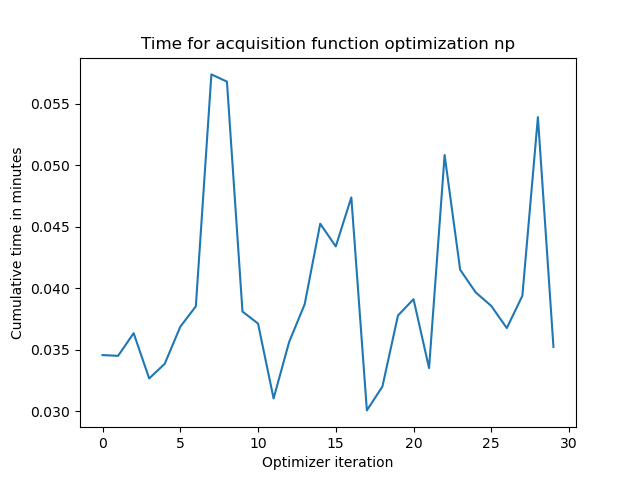 Time for acquisition function optimization np
Cumulative time in minutes
0.055
0.050
0.045
0.040
0.035
0.030
0 5 10 15 20 25 30
Optimizer iteration